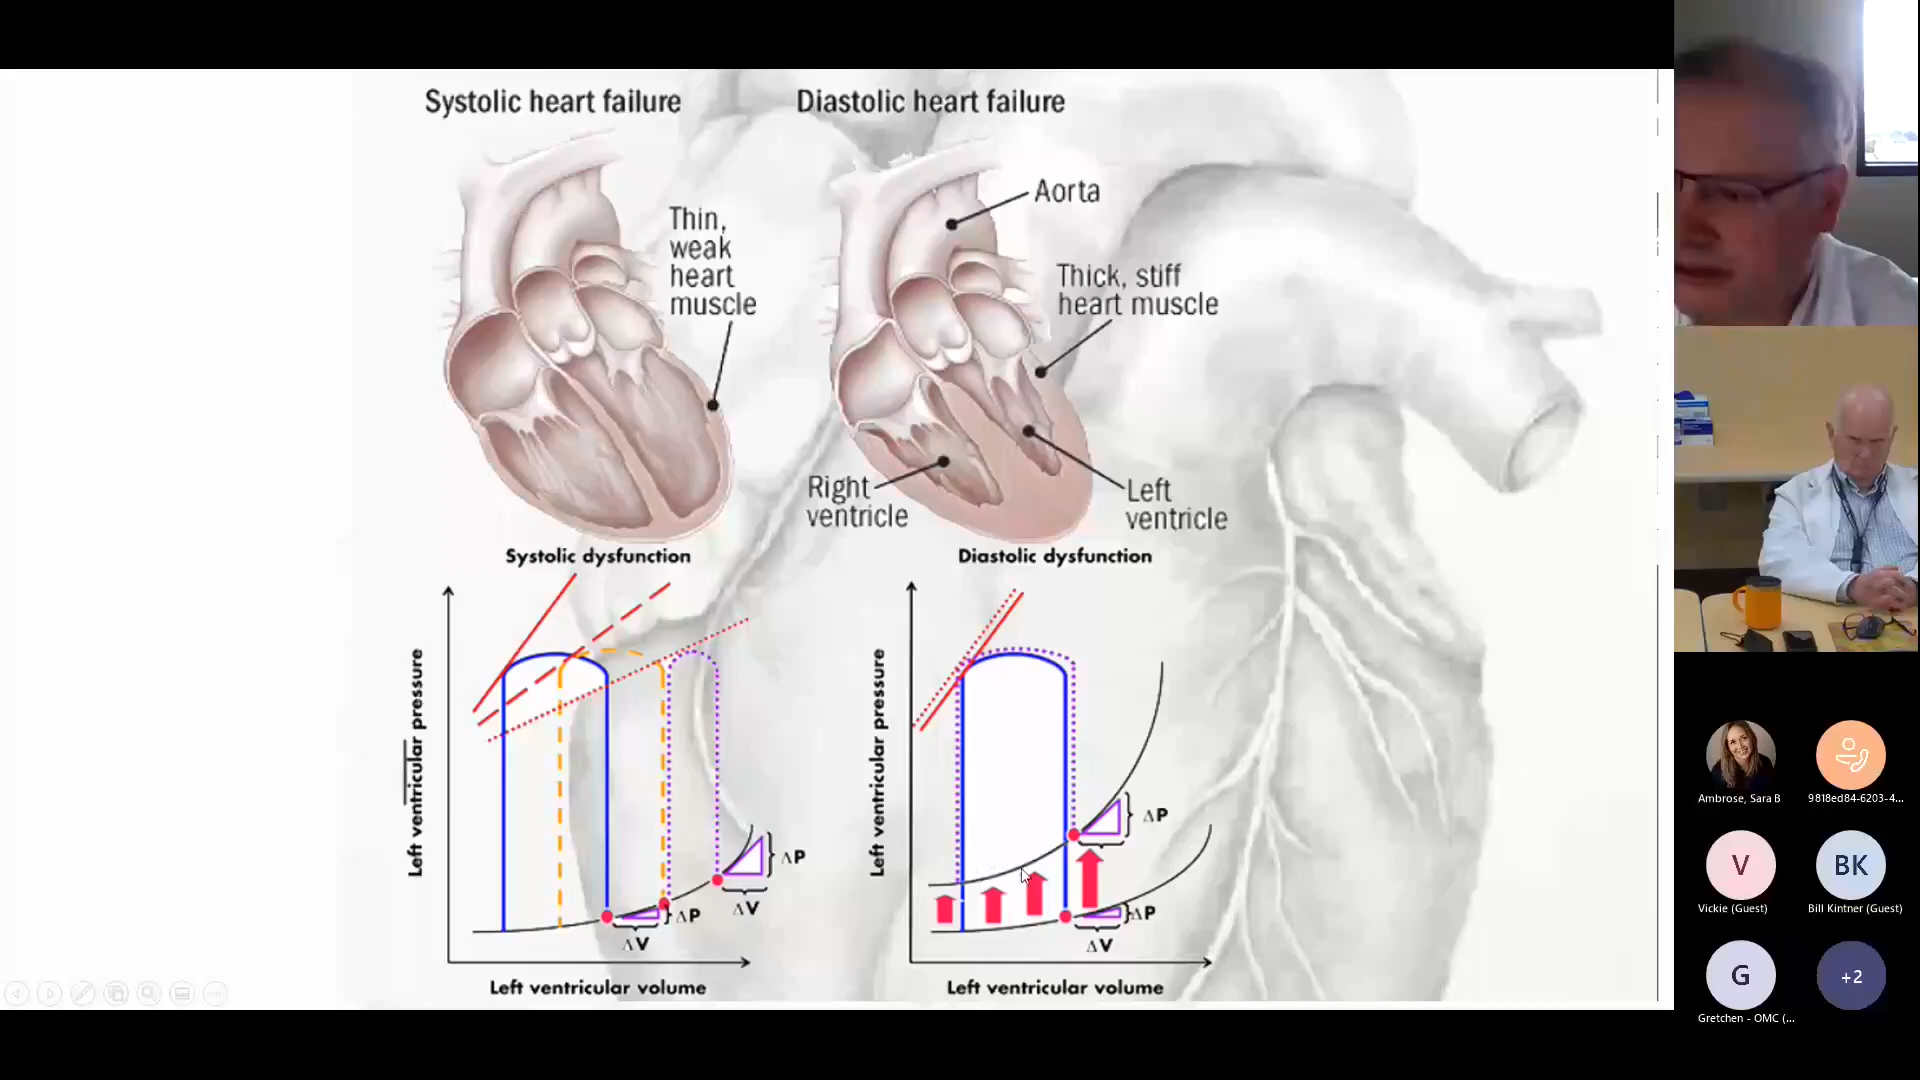 Systolic heart failure
Diastolic heart failure
Aorta
Thin,
weak
heart
muscle
Thick, stiff
heart muscle
Right
ventricle
Left
ventricle
Systolic dysfunction
Diastolic dysfunction
Left ventricular pressure
ΔP
ΔV
ΔP
ΔV
Left ventricular volume
Left ventricular pressure
ΔP
ΔP
ΔV
Left ventricular volume
Ambrose, Sara B
9818ed84-6203-4...
V
Vickie (Guest)
BK
Bill Kintner (Guest)
G
Gretchen - OMC (...
+2